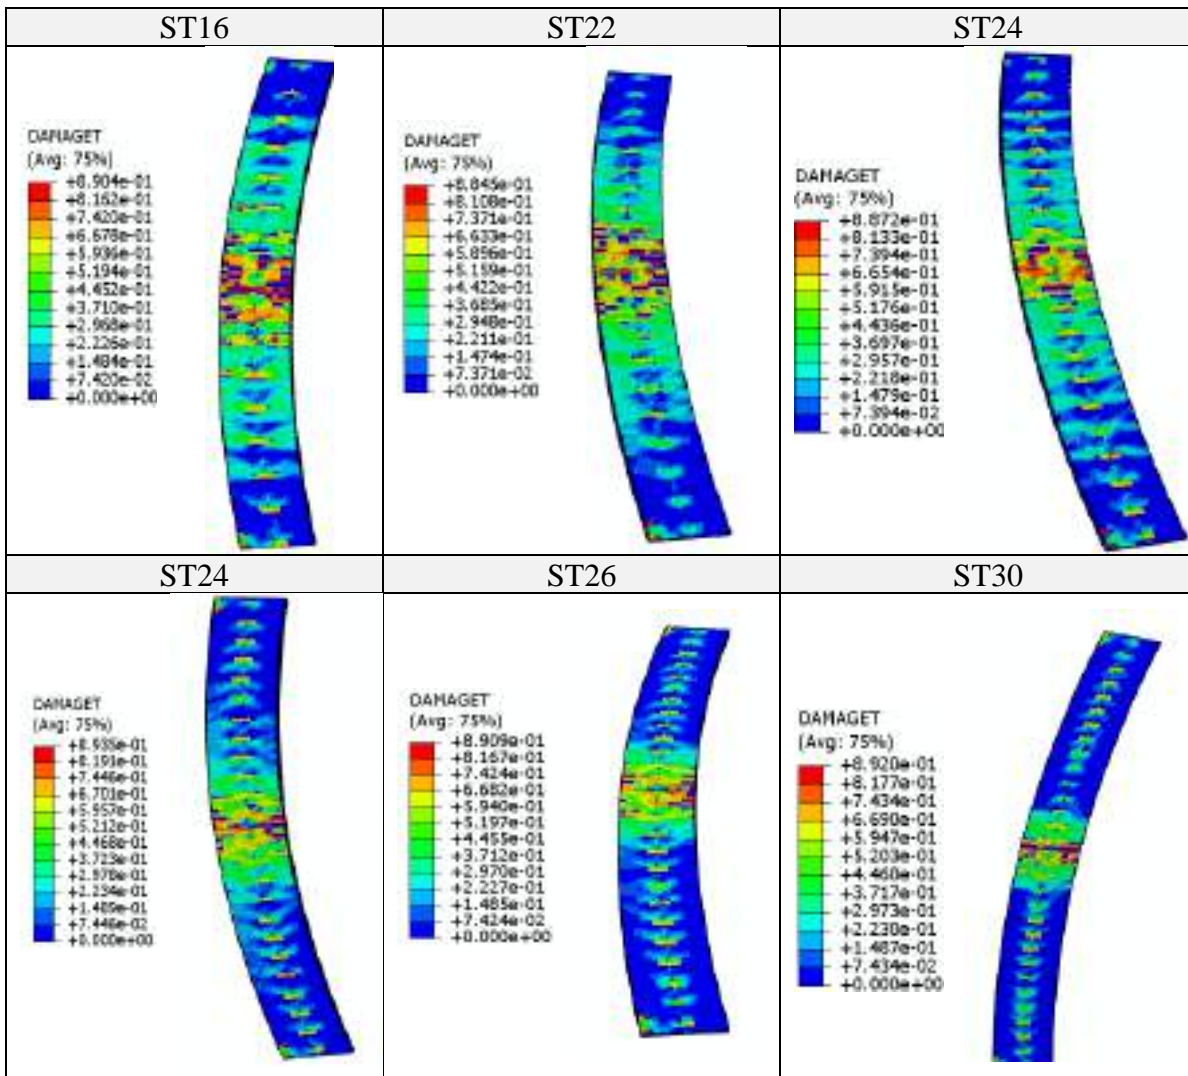 ST16
ST22
ST24
DAMAGET
(Avg: 75%)
+8.904e-01
+8.162e-01
+7.420e-01
+6.678e-01
+5.936e-01
+5.194e-01
+4.452e-01
+3.710e-01
+2.968e-01
+2.226e-01
+1.484e-01
+7.420e-02
+0.000e+00
DAMAGET
(Avg: 75%)
+8.845e-01
+8.108e-01
+7.371e-01
+6.633e-01
+5.896e-01
+5.159e-01
+4.422e-01
+3.685e-01
+2.948e-01
+2.211e-01
+1.474e-01
+7.371e-02
+0.000e+00
DAMAGET
(Avg: 75%)
+8.872e-01
+8.133e-01
+7.394e-01
+6.654e-01
+5.915e-01
+5.176e-01
+4.436e-01
+3.697e-01
+2.957e-01
+2.218e-01
+1.479e-01
+7.394e-02
+0.000e+00
ST24
ST26
ST30
DAMAGET
(Avg: 75%)
+8.935e-01
+8.191e-01
+7.446e-01
+6.701e-01
+5.957e-01
+5.212e-01
+4.468e-01
+3.723e-01
+2.978e-01
+2.234e-01
+1.489e-01
+7.446e-02
+0.000e+00
DAMAGET
(Avg: 75%)
+8.909e-01
+8.167e-01
+7.424e-01
+6.682e-01
+5.940e-01
+5.197e-01
+4.455e-01
+3.712e-01
+2.970e-01
+2.227e-01
+1.485e-01
+7.424e-02
+0.000e+00
DAMAGET
(Avg: 75%)
+8.920e-01
+8.177e-01
+7.434e-01
+6.690e-01
+5.947e-01
+5.203e-01
+4.460e-01
+3.717e-01
+2.973e-01
+2.230e-01
+1.487e-01
+7.434e-02
+0.000e+00